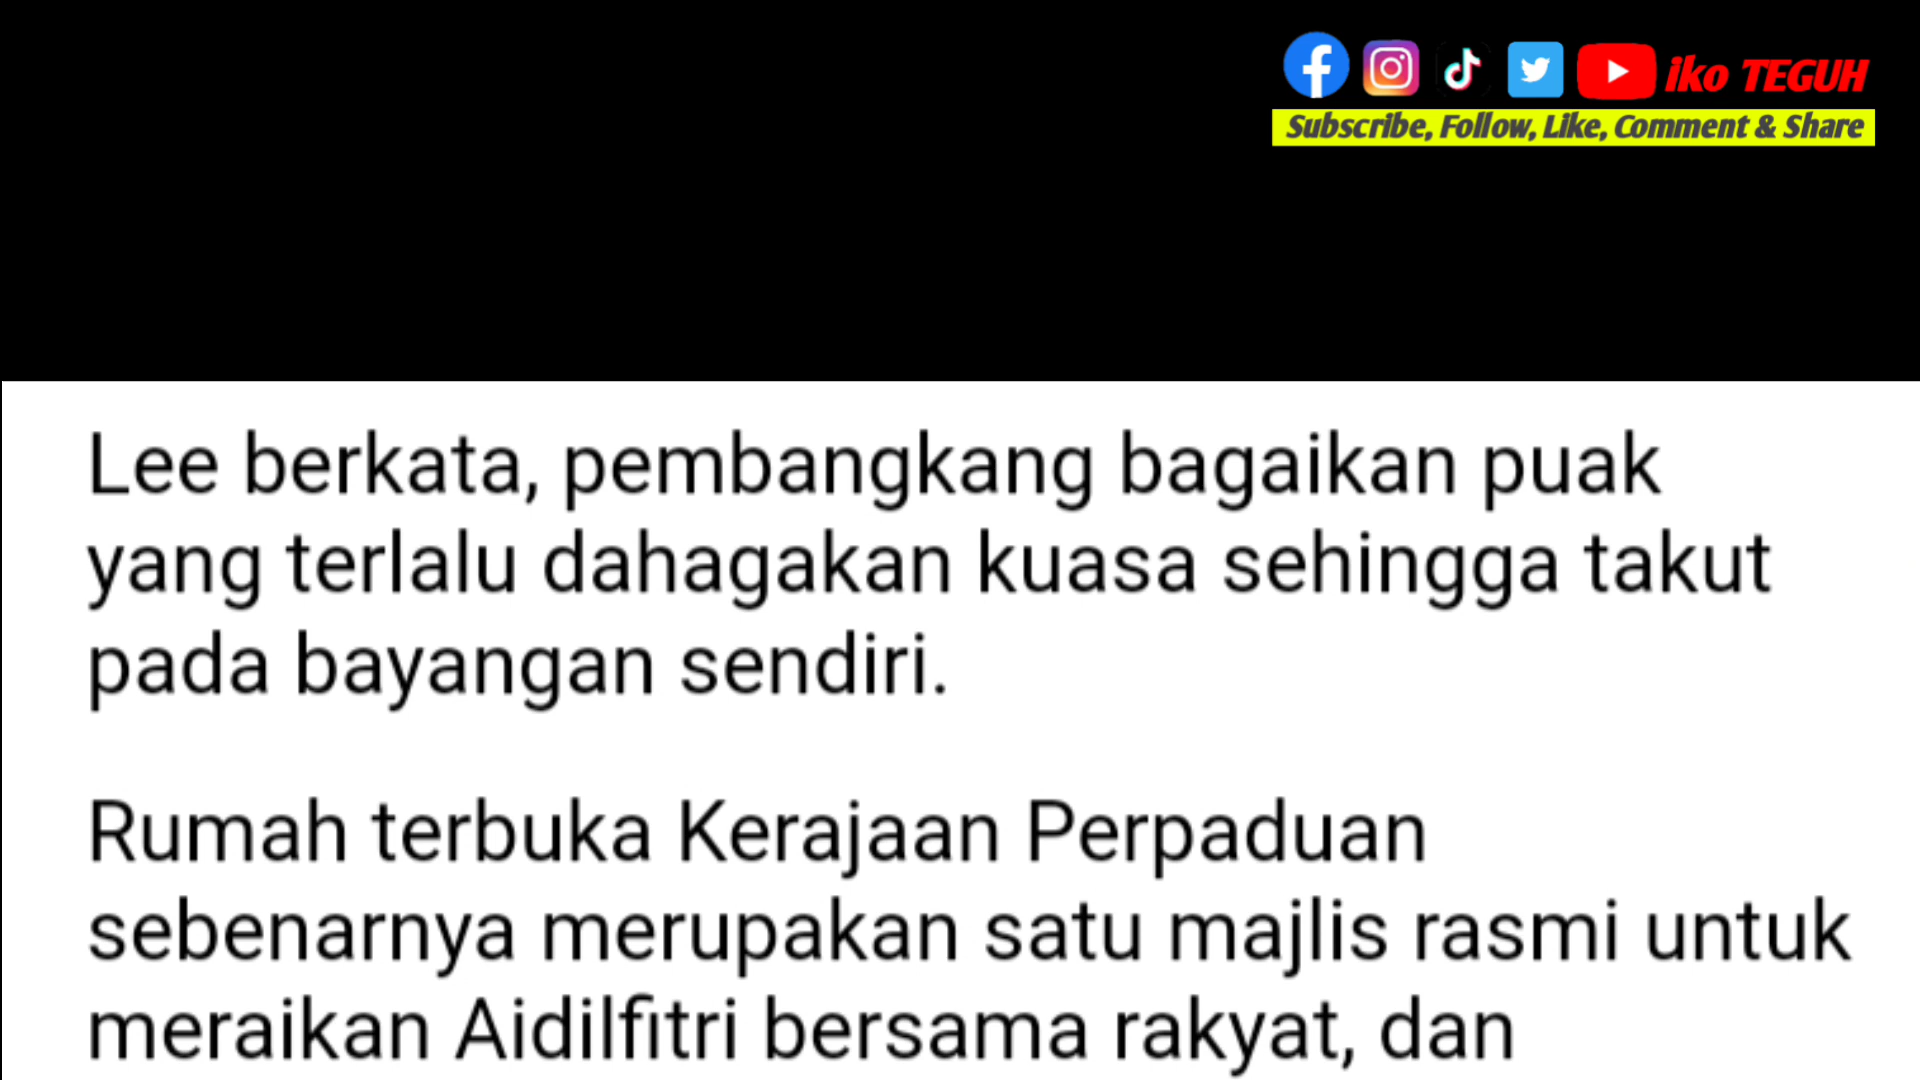 iko TEGUH
Subscribe, Follow, Like, Comment & Share
Lee berkata, pembangkang bagaikan puak
yang terlalu dahagakan kuasa sehingga takut
pada bayangan sendiri.
Rumah terbuka Kerajaan Perpaduan
sebenarnya merupakan satu majlis rasmi untuk
meraikan Aidilfitri bersama rakyat, dan